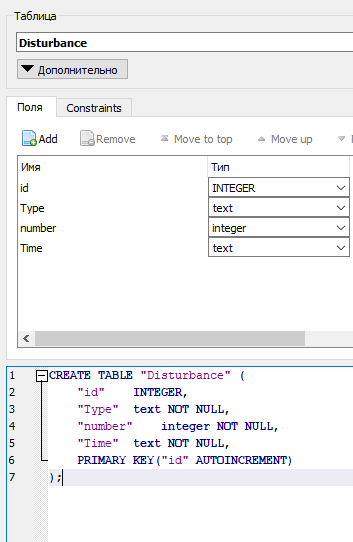 Таблица
Disturbance
Дополнительно
Поля Constraints
Add Remove Move to top Move up
Имя Тип
id INTEGER
Type text
number integer
Time text
1 CREATE TABLE "Disturbance" (
2 "id" INTEGER,
3 "Type" text NOT NULL,
4 "number" integer NOT NULL,
5 "Time" text NOT NULL,
6 PRIMARY KEY("id" AUTOINCREMENT)
7 );